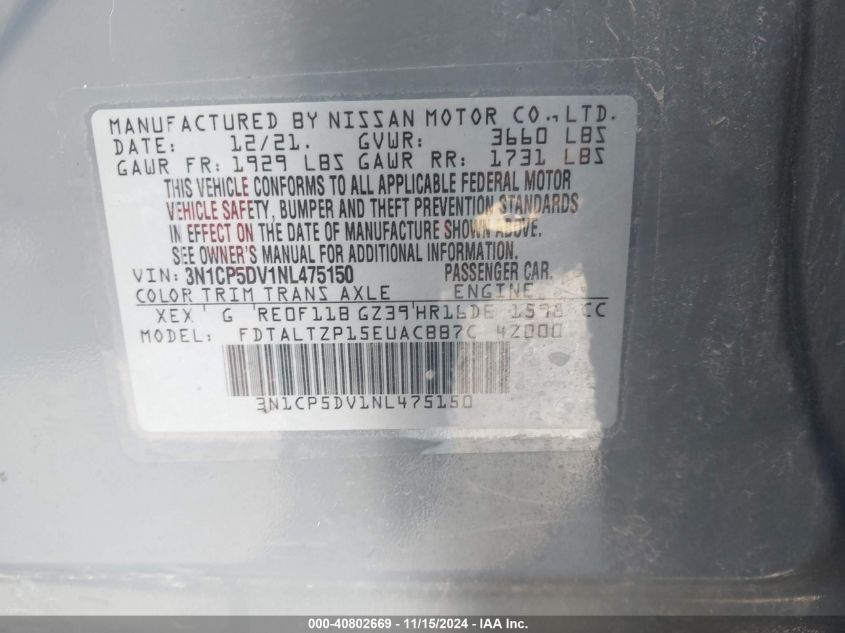 MANUFACTURED BY NISSAN MOTOR CO.,LTD.
DATE: 12/21. GVWR: 3660 LBS
GAWR FR: 1929 LBS GAWR RR: 1731 LBS
THIS VEHICLE CONFORMS TO ALL APPLICABLE FEDERAL MOTOR
VEHICLE SAFETY, BUMPER AND THEFT PREVENTION STANDARDS
IN EFFECT ON THE DATE OF MANUFACTURE SHOWN ABOVE.
SEE OWNER'S MANUAL FOR ADDITIONAL INFORMATION.
VIN: 3N1CP5DV1NL475150 PASSENGER CAR.
COLOR TRIM TRANS AXLE ENGINE
XEX' G RE0F11B GZ39'HR16DE 1598 CC
MODEL: FDTALTZP15EUACBB7C 42000
3N1CP5DV1NL475150
000-40802669 - 11/15/2024 - IAA Inc.